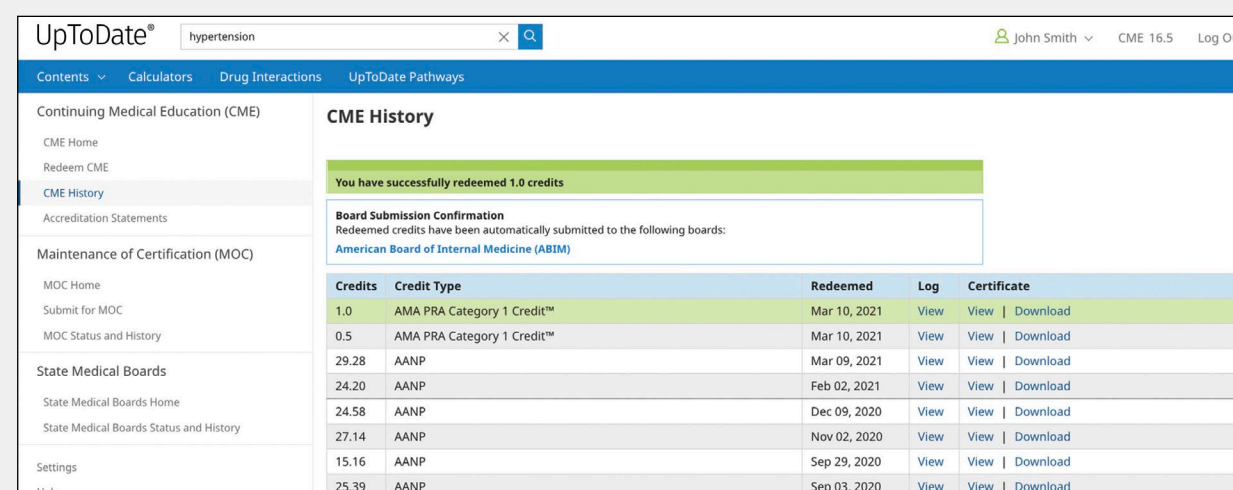 UpToDate®
hypertension
John Smith
CME 16.5
Log O
Contents
Calculators
Drug Interactions
UpToDate Pathways
Continuing Medical Education (CME)
CME Home
Redeem CME
CME History
Accreditation Statements
Maintenance of Certification (MOC)
MOC Home
Submit for MOC
MOC Status and History
State Medical Boards
State Medical Boards Home
State Medical Boards Status and History
Settings
CME History
You have successfully redeemed 1.0 credits
Board Submission Confirmation
Redeemed credits have been automatically submitted to the following boards:
American Board of Internal Medicine (ABIM)
Credits Credit Type Redeemed Log Certificate
1.0 AMA PRA Category 1 Credit™ Mar 10, 2021 View View | Download
0.5 AMA PRA Category 1 Credit™ Mar 10, 2021 View View | Download
29.28 AANP Mar 09, 2021 View View | Download
24.20 AANP Feb 02, 2021 View View | Download
24.58 AANP Dec 09, 2020 View View | Download
27.14 AANP Nov 02, 2020 View View | Download
15.16 AANP Sep 29, 2020 View View | Download
25.39 AANP Sep 03, 2020 View View | Download